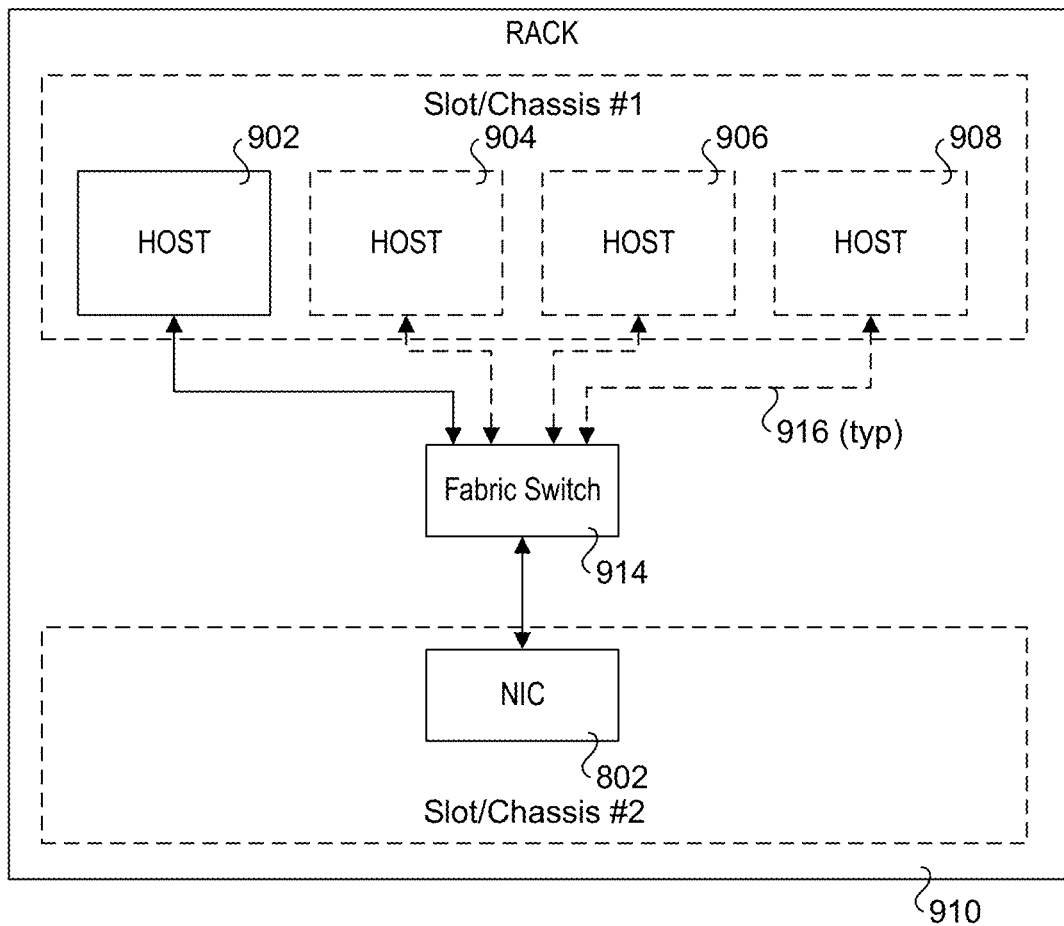 RACK
Slot/Chassis #1
902
904
906
908
HOST
HOST
HOST
HOST
916 (typ)
Fabric Switch
914
NIC
802
Slot/Chassis #2
910